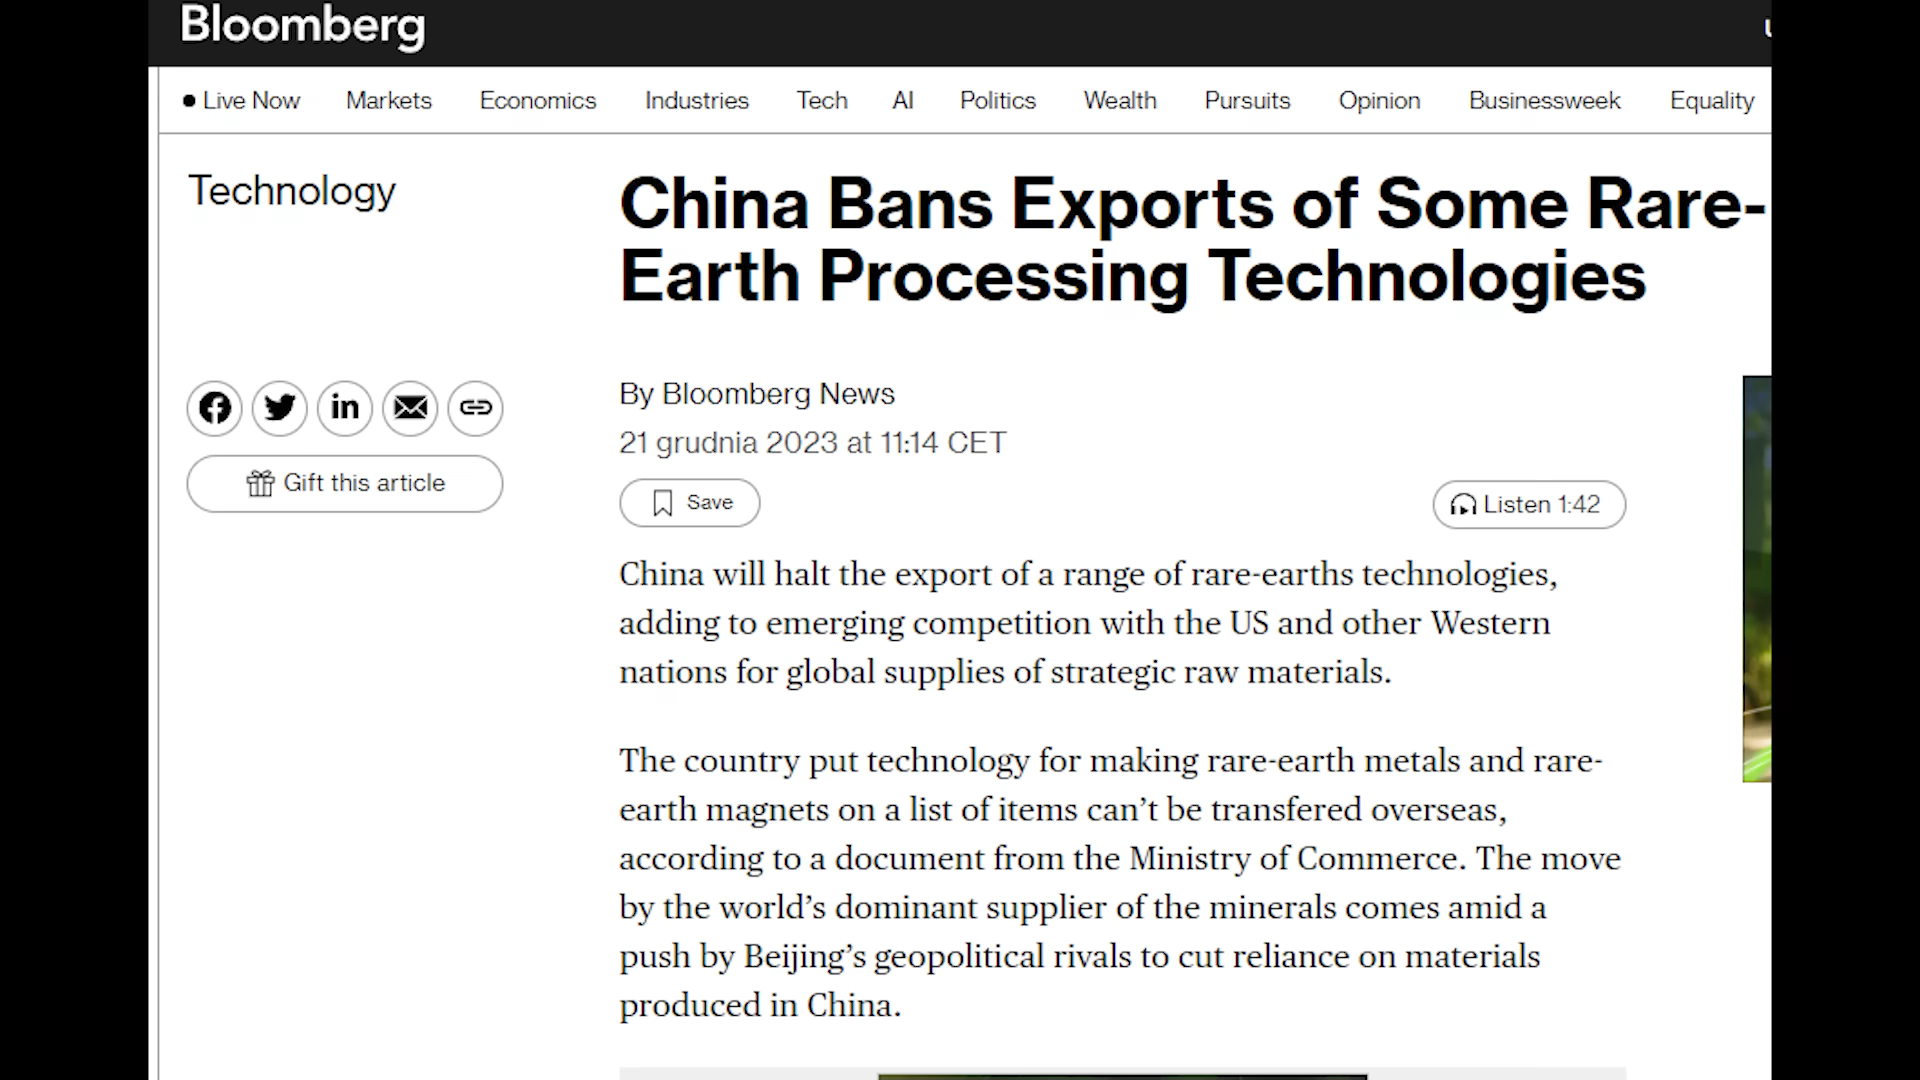 Bloomberg
Live Now Markets Economics Industries Tech AI Politics Wealth Pursuits Opinion Businessweek Equality
Technology
China Bans Exports of Some Rare-
Earth Processing Technologies
By Bloomberg News
21 grudnia 2023 at 11:14 CET
Gift this article
Save
Listen 1:42
China will halt the export of a range of rare-earths technologies,
adding to emerging competition with the US and other Western
nations for global supplies of strategic raw materials.
The country put technology for making rare-earth metals and rare-
earth magnets on a list of items can’t be transfered overseas,
according to a document from the Ministry of Commerce. The move
by the world’s dominant supplier of the minerals comes amid a
push by Beijing’s geopolitical rivals to cut reliance on materials
produced in China.